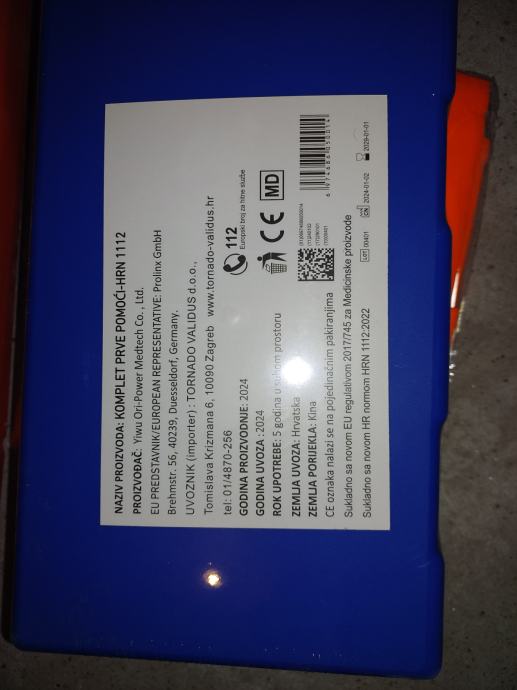 NAZIV PROIZVODA: KOMPLET PRVE POMOĆI-HRN 1112
PROIZVOĐAČ: Yiwu Ori-Power Medtech Co., Ltd.
EU PREDSTAVNIK/EUROPEAN REPRESENTATIVE: Prolinx GmbH
Brehmstr. 56, 40239, Duesseldorf, Germany,
UVOZNIK (importer) : TORNADO VALIDUS d.o.o.,
Tomislava Krizmana 6, 10090 Zagreb www.tornado-validus.hr
tel: 01/4870-256
112
Europski broj za hitne službe
GODINA PROIZVODNJE: 2024
GODINA UVOZA : 2024
ROK UPOTREBE: 5 godina u suhom prostoru
CE MD
ZEMLJA UVOZA: Hrvatska
ZEMLJA PORIJEKLA: Kina
CE oznaka nalazi se na pojedinačnim pakiranjima
Sukladno sa novom EU regulativom 2017/745 za Medicinske proizvode
Sukladno sa novom HR normom HRN 1112:2022
LOT 00401 CN 2024-01-02 2029-01-01